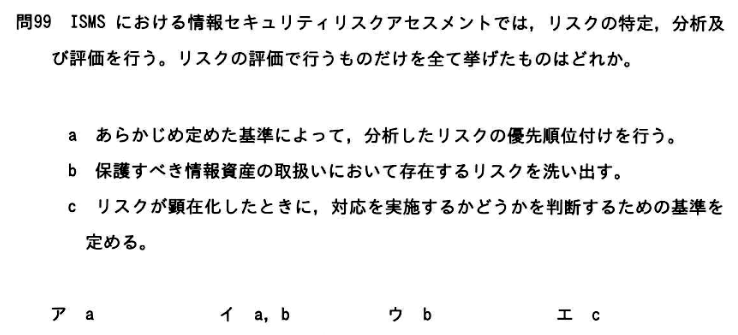 問99 ISMS における情報セキュリティリスクアセスメントでは，リスクの特定，分析及
び評価を行う。リスクの評価で行うものだけを全て挙げたものはどれか。
a あらかじめ定めた基準によって，分析したリスクの優先順位付けを行う。
b 保護すべき情報資産の取扱いにおいて存在するリスクを洗い出す。
c リスクが顕在化したときに，対応を実施するかどうかを判断するための基準を
定める。
ア a イ a, b ウ b エ c